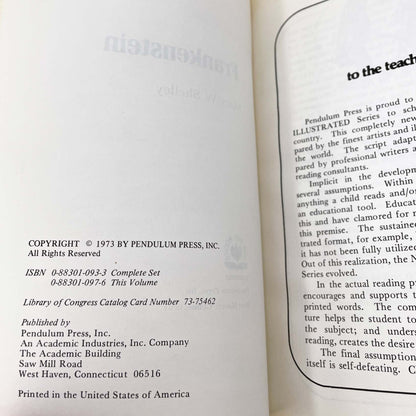 Frankenstein
Shelley
COPYRIGHT © 1973 BY PENDULUM PRESS, INC.
All Rights Reserved
ISBN 0-88301-093-3 Complete Set
0-88301-097-6 This Volume
Library of Congress Catalog Card Number 73-75462
Published by
Pendulum Press, Inc.
An Academic Industries, Inc. Company
The Academic Building
Saw Mill Road
West Haven, Connecticut 06516
Printed in the United States of America
to the teach
Pendulum Press is proud to
ILLUSTRATED Series to sch
country. This completely new
pared by the finest artists and il
the world. The script adapt
pared by professional writers a
reading consultants.
Implicit in the developm
several assumptions. Within
anything a child reads and/or
an educational tool. Educat
this and have clamored for m
this premise. The sustained
trated format, for example,
it has not been fully utilized
Out of this realization, the N
Series evolved.
In the actual reading pr
encourages and supports t
printed words. The com
ture helps the student to
the subject; and unders
reading, creates the desire
The final assumption
itself is self-defeating. C